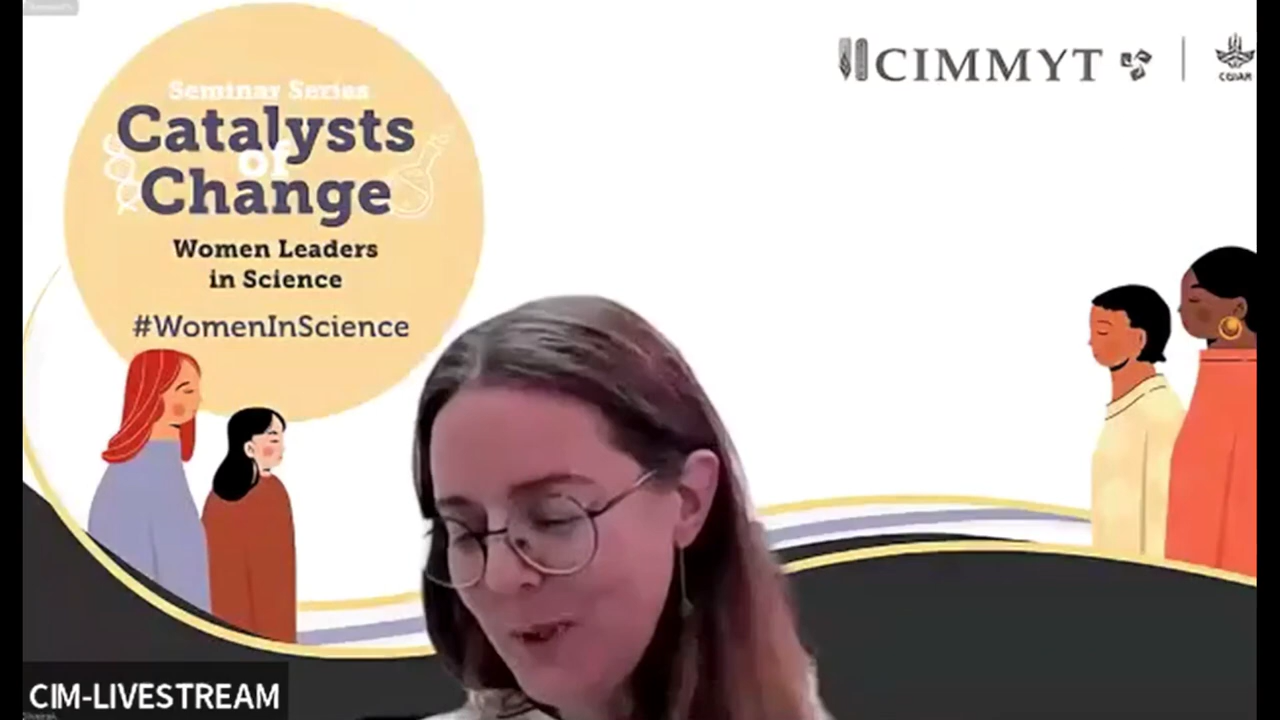 Seminar Series
Catalysts
of
Change
Women Leaders
in Science
#WomenInScience
CIMMYT
CGIAR
CIM-LIVESTREAM